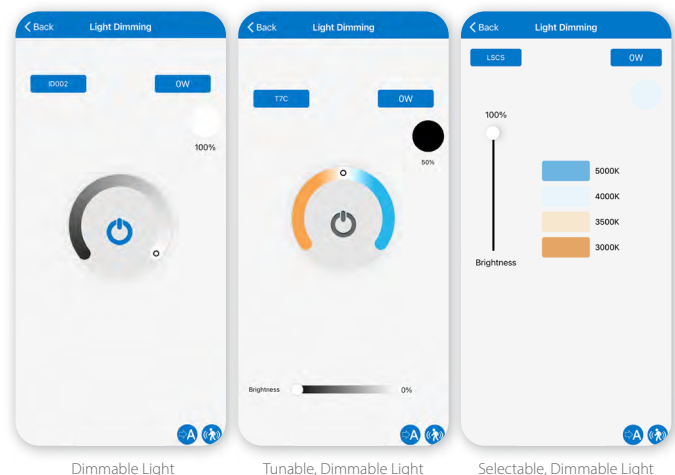 Back Light Dimming
ID002 0W
100%
Dimmable Light
Back Light Dimming
T7C 0W
50%
Brightness 0%
A
Tunable, Dimmable Light
Back Light Dimming
LSCS 0W
100%
5000K
4000K
3500K
3000K
Brightness
A
Selectable, Dimmable Light